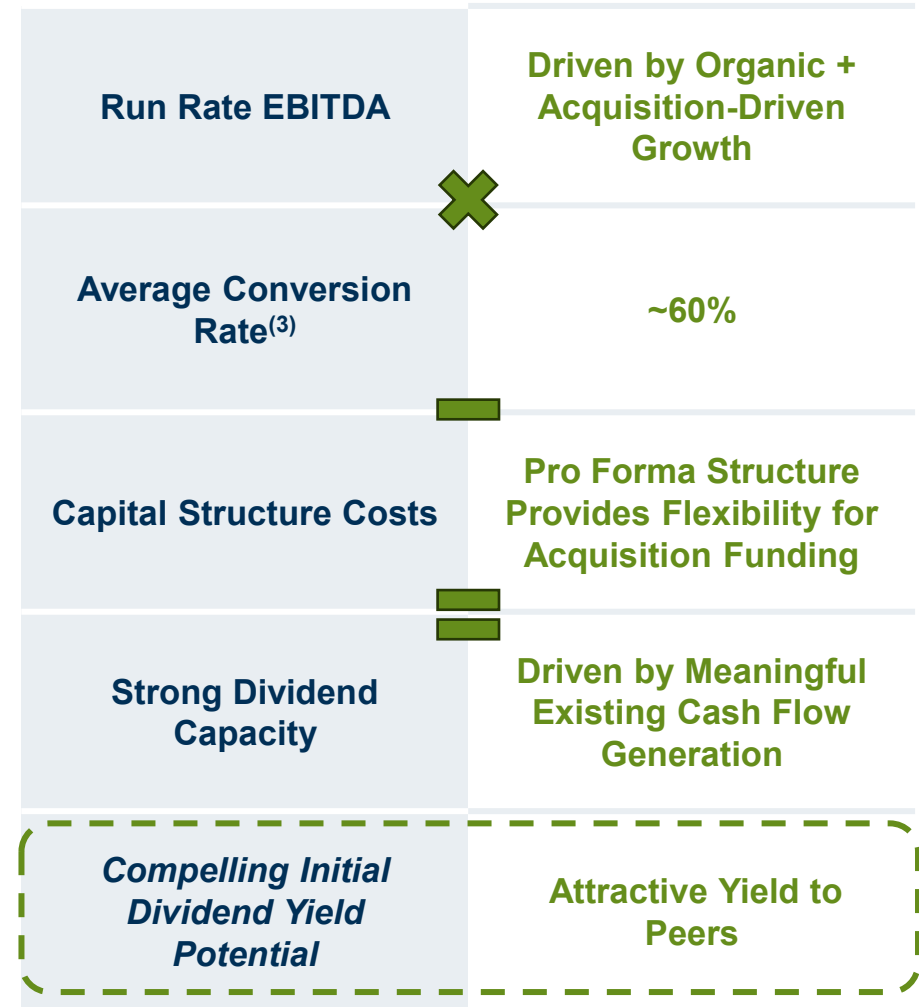 Run Rate EBITDA
Driven by Organic +
Acquisition-Driven
Growth
Average Conversion
Rate(3)
~60%
Capital Structure Costs
Pro Forma Structure
Provides Flexibility for
Acquisition Funding
Strong Dividend
Capacity
Driven by Meaningful
Existing Cash Flow
Generation
Compelling Initial
Dividend Yield
Potential
Attractive Yield to
Peers